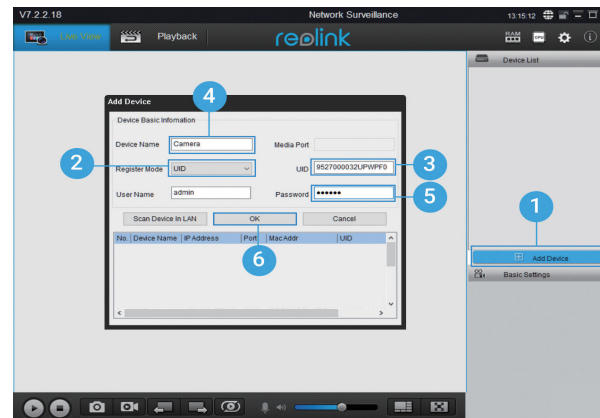 V7.2.2.18 Network Surveillance 13:15:12
Live View Playback reolink RAM CPU
Device List
Add Device
4
Device Basic Infomation
Device Name Camera Media Port
2 Register Mode UID UID 9527000032UPWPF0 3
User Name admin Password •••••• 5
1
Scan Device In LAN OK Cancel
No. Device Name IP Address Port MacAddr UID
6
Add Device
Basic Settings